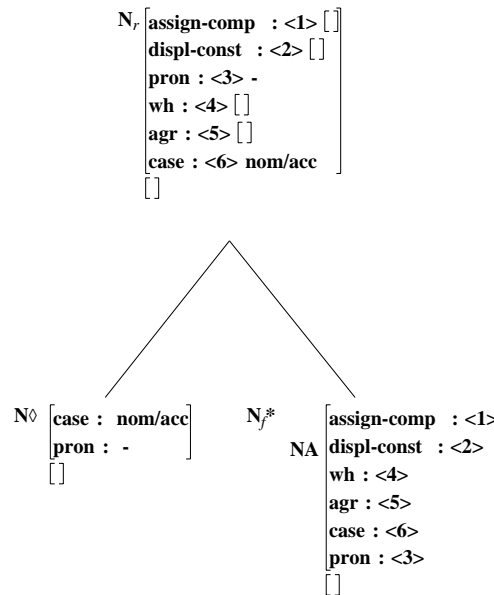 N_r [assign-comp : <1> []
displ-const : <2> []
pron : <3> -
wh : <4> []
agr : <5> []
case : <6> nom/acc
[]
N◊ [case : nom/acc
pron : -
[]
N_f* [assign-comp : <1>
NA displ-const : <2>
wh : <4>
agr : <5>
case : <6>
pron : <3>
[]